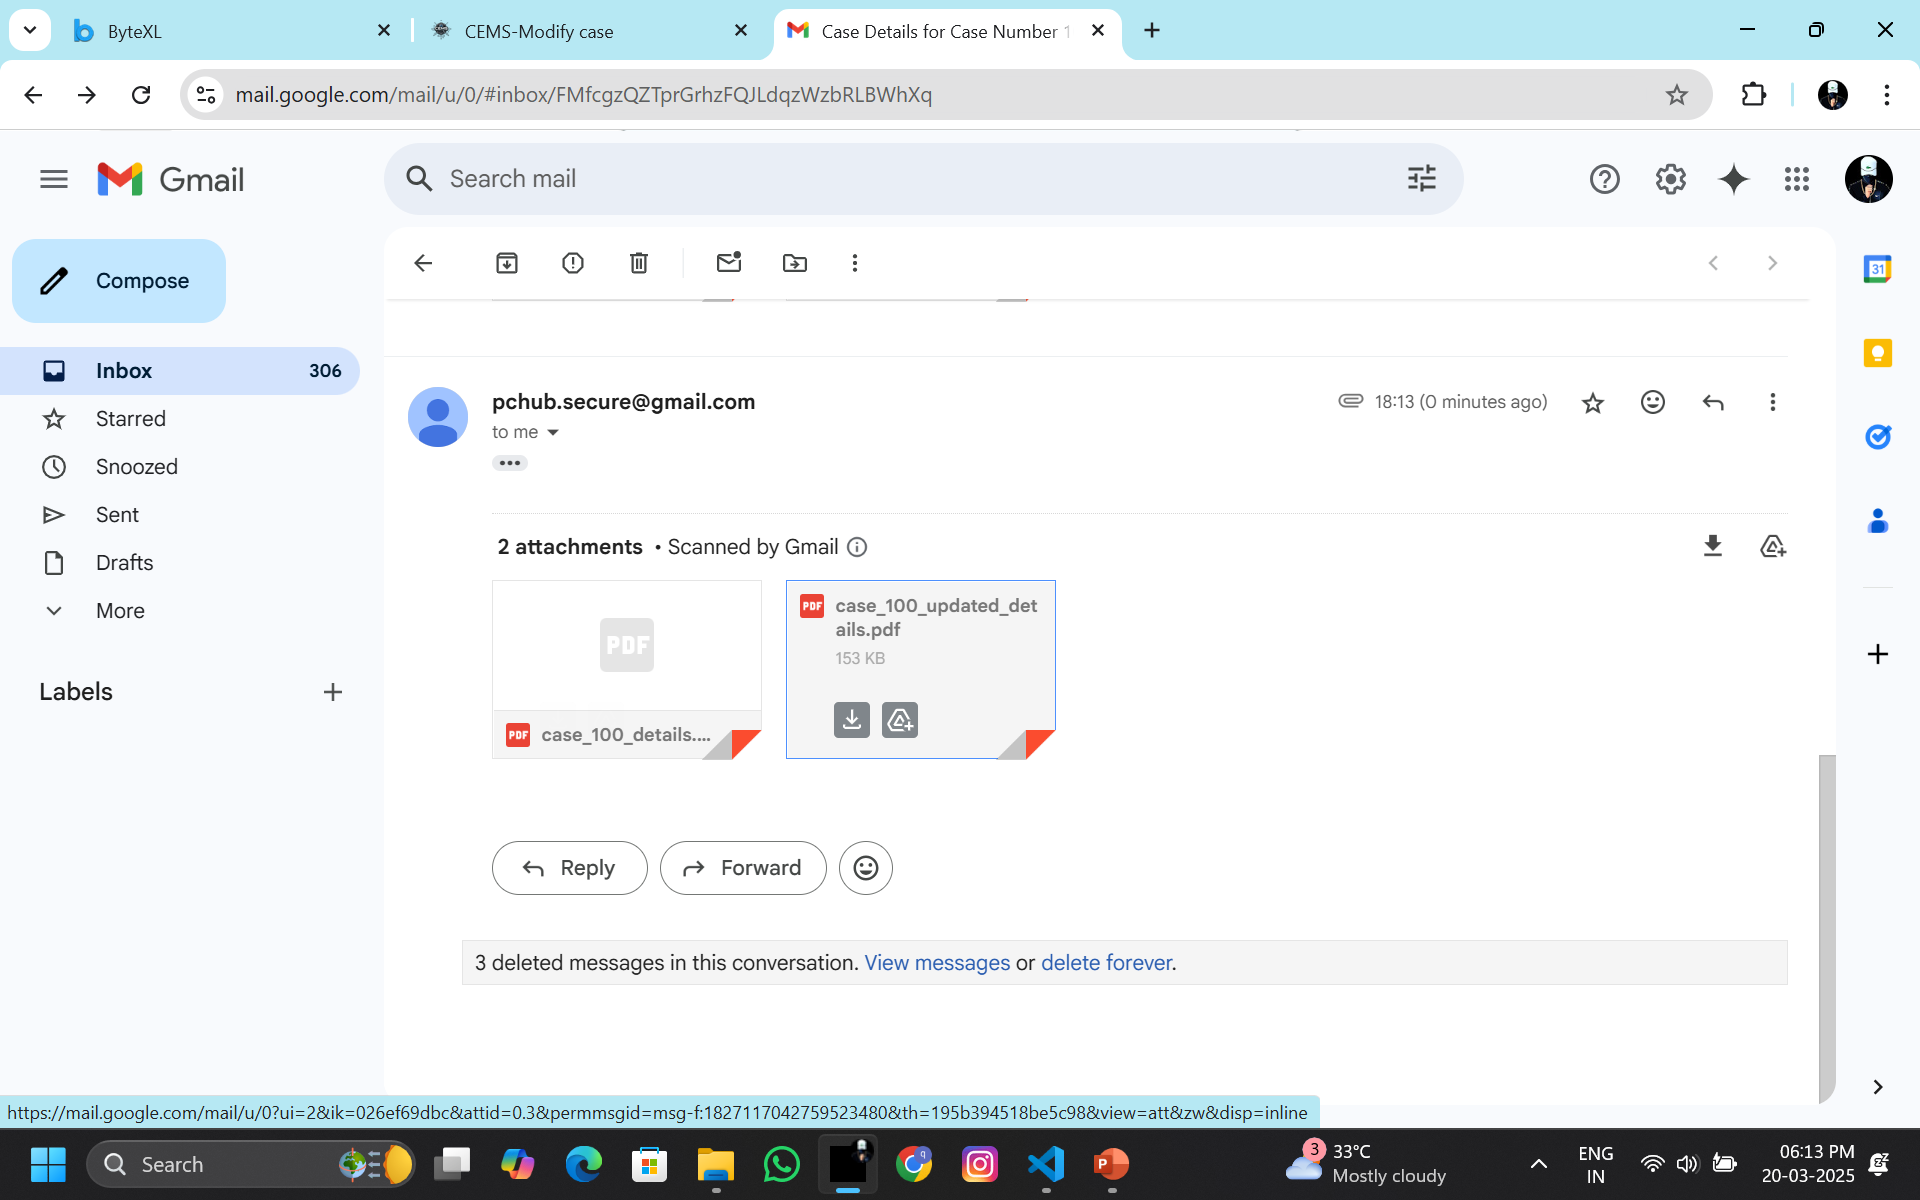 ByteXL
CEMS-Modify case
Case Details for Case Number 1
mail.google.com/mail/u/0/#inbox/FMfcgzQZTprGrhzFQJLdqzWzbRLBWhXq
Gmail
Search mail
Compose
Inbox 306
Starred
Snoozed
Sent
Drafts
More
Labels
31
pchub.secure@gmail.com
18:13 (0 minutes ago)
to me
2 attachments • Scanned by Gmail
PDF
PDF case_100_details....
PDF case_100_updated_det
ails.pdf
153 KB
Reply
Forward
3 deleted messages in this conversation. View messages or delete forever.
https://mail.google.com/mail/u/0?ui=2&ik=026ef69dbc&attid=0.3&permmsgid=msg-f:1827117042759523480&th=195b394518be5c98&view=att&zw&disp=inline
Search
3
33°C
Mostly cloudy
ENG
IN
06:13 PM
20-03-2025